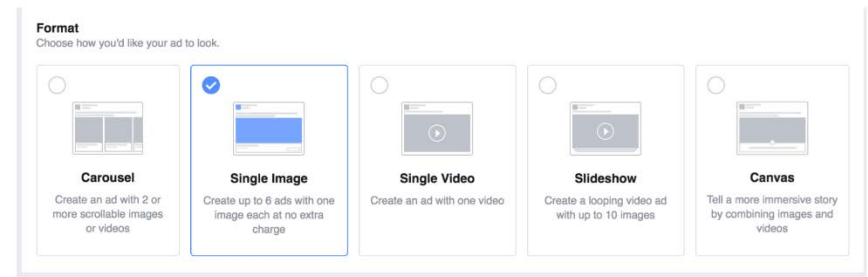 Format
Choose how you'd like your ad to look.
Carousel
Create an ad with 2 or
more scrollable images
or videos
Single Image
Create up to 6 ads with one
image each at no extra
charge
Single Video
Create an ad with one video
Slideshow
Create a looping video ad
with up to 10 images
Canvas
Tell a more immersive story
by combining images and
videos